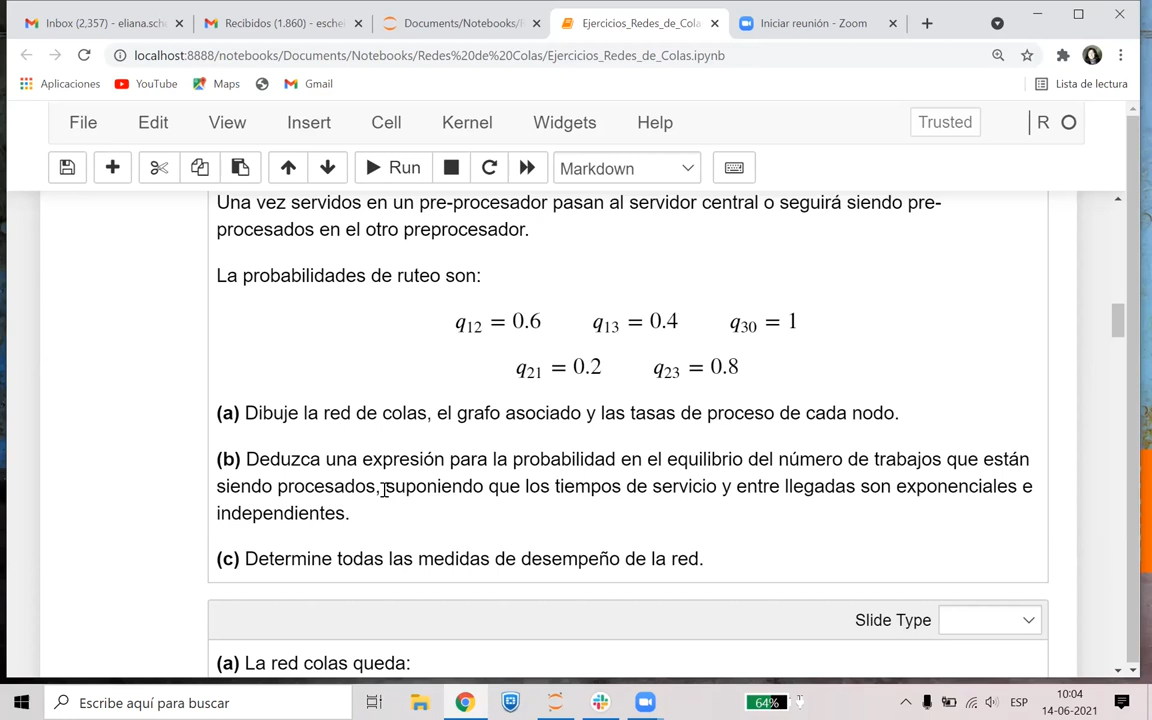 Inbox (2,357) - eliana.sch
Recibidos (1.860) - eschei
Documents/Notebooks/R
Ejercicios_Redes_de_Cola
Iniciar reunión - Zoom
localhost:8888/notebooks/Documents/Notebooks/Redes%20de%20Colas/Ejercicios_Redes_de_Colas.ipynb
Aplicaciones YouTube Maps Gmail Lista de lectura
File Edit View Insert Cell Kernel Widgets Help Trusted R
Run Markdown
Una vez servidos en un pre-procesador pasan al servidor central o seguirá siendo pre-
procesados en el otro preprocesador.
La probabilidades de ruteo son:
q₁₂ = 0.6 q₁₃ = 0.4 q₃₀ = 1
q₂₁ = 0.2 q₂₃ = 0.8
(a) Dibuje la red de colas, el grafo asociado y las tasas de proceso de cada nodo.
(b) Deduzca una expresión para la probabilidad en el equilibrio del número de trabajos que están
siendo procesados, suponiendo que los tiempos de servicio y entre llegadas son exponenciales e
independientes.
(c) Determine todas las medidas de desempeño de la red.
Slide Type
(a) La red colas queda:
Escribe aquí para buscar
64%
ESP
10:04
14-06-2021